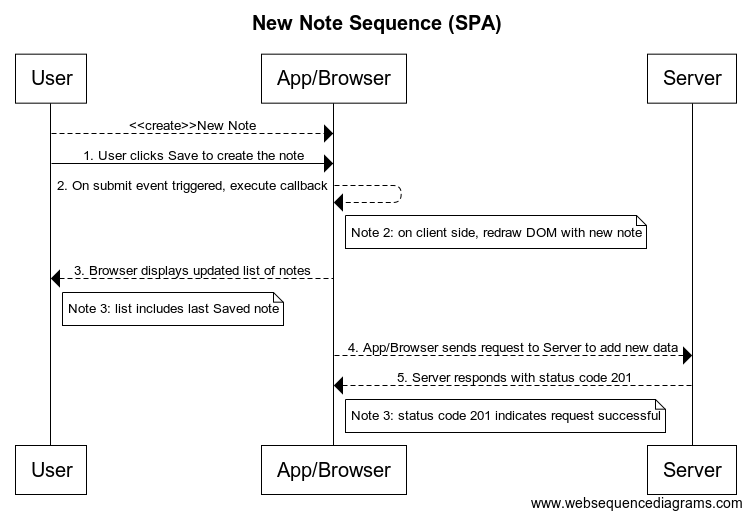 New Note Sequence (SPA)
User
App/Browser
Server
<<create>>New Note
1. User clicks Save to create the note
2. On submit event triggered, execute callback
Note 2: on client side, redraw DOM with new note
3. Browser displays updated list of notes
Note 3: list includes last Saved note
4. App/Browser sends request to Server to add new data
5. Server responds with status code 201
Note 3: status code 201 indicates request successful
User
App/Browser
Server
www.websequencediagrams.com